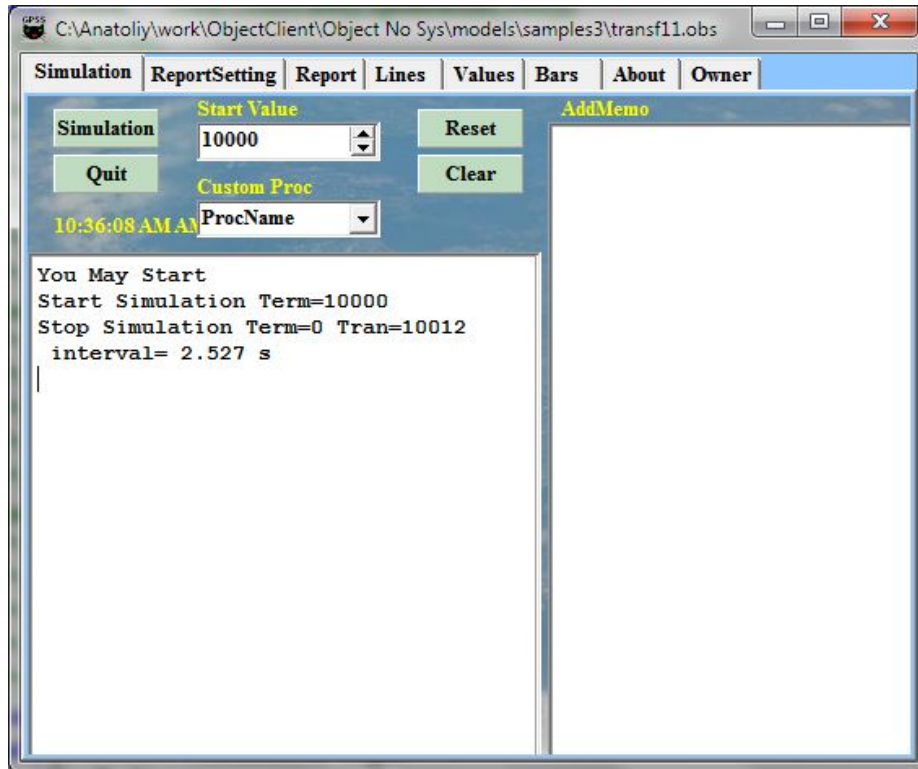 GPSS
C:\Anatoliy\work\ObjectClient\Object No Sys\models\samples3\transf11.obs
Simulation ReportSetting Report Lines Values Bars About Owner
Simulation
Start Value
10000
Reset
Quit
Custom Proc
ProcName
Clear
10:36:08 AM AM
AddMemo
You May Start
Start Simulation Term=10000
Stop Simulation Term=0 Tran=10012
interval= 2.527 s